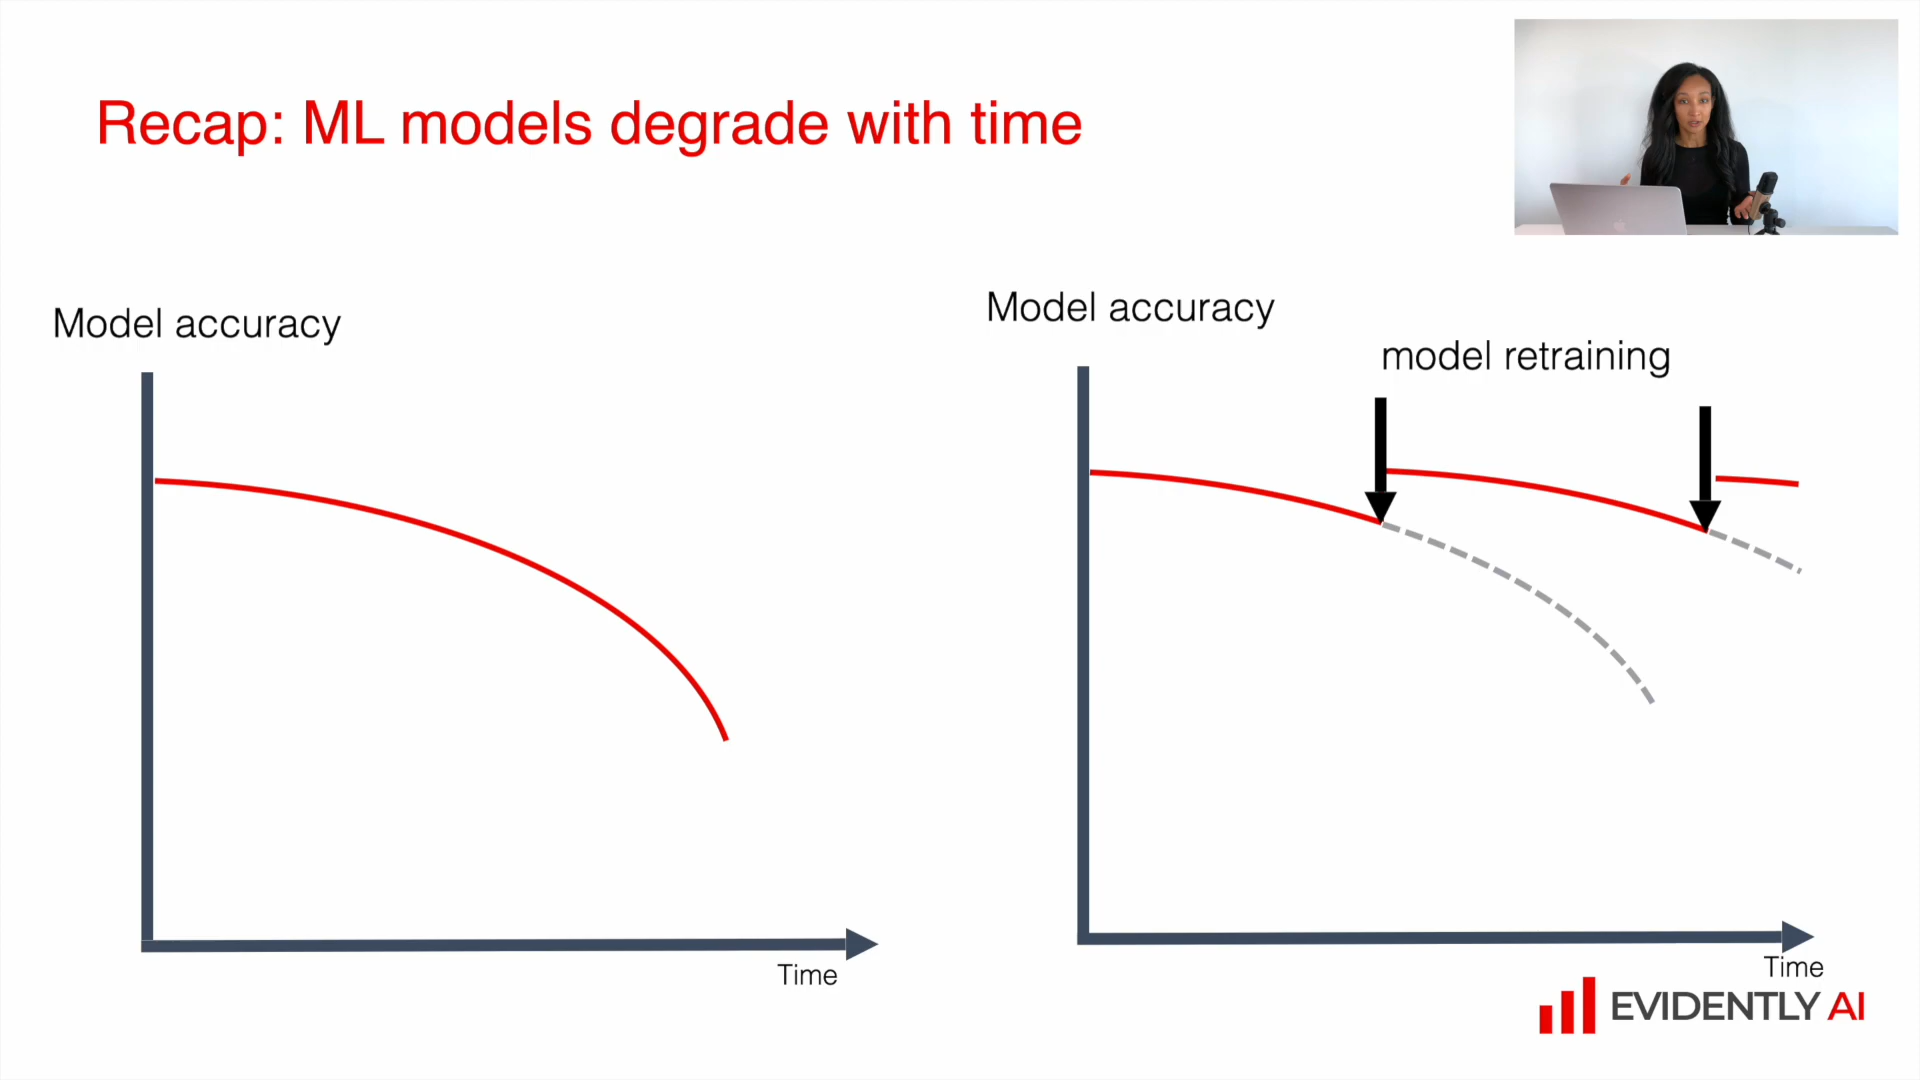 Recap: ML models degrade with time
Model accuracy
Time
Model accuracy
model retraining
Time
EVIDENTLY AI